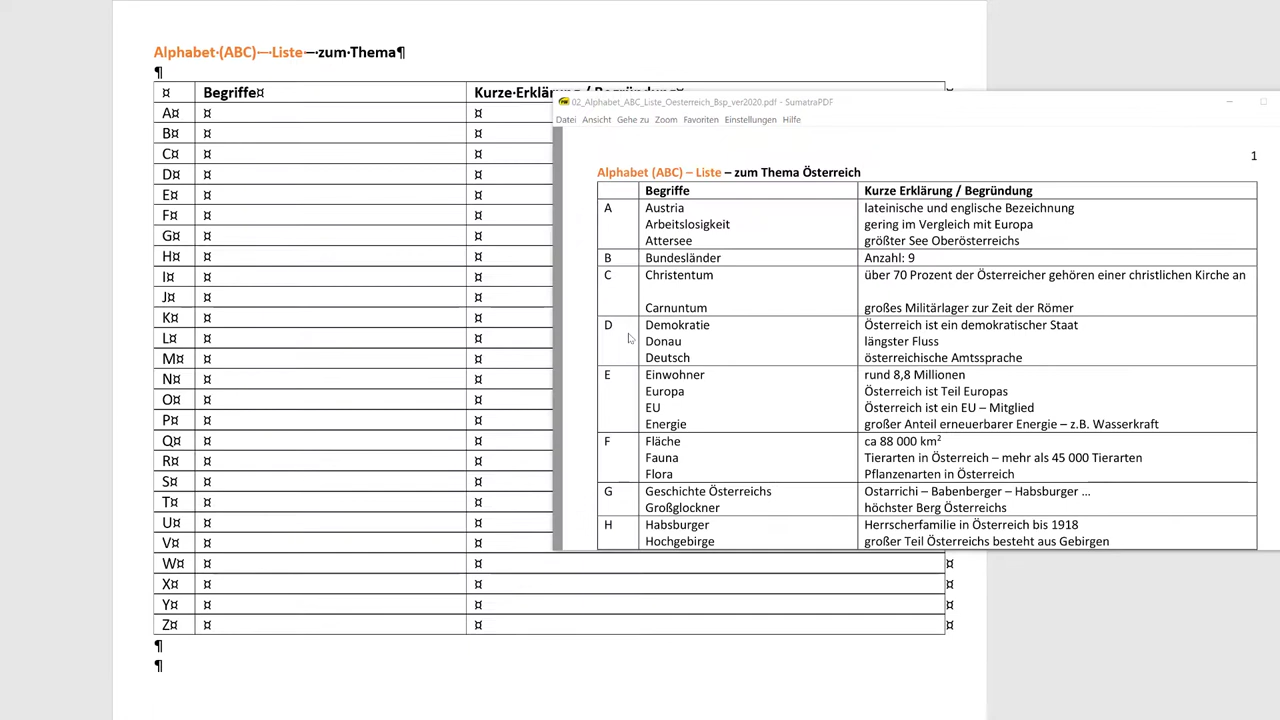 Alphabet·(ABC)·–·Liste·–·zum·Thema¶
¶
¤ Begriffe¤ Kurze·Erklärung·/·Begründung¤ ¤
A¤ ¤ ¤
B¤ ¤ ¤
C¤ ¤ ¤
D¤ ¤ ¤
E¤ ¤ ¤
F¤ ¤ ¤
G¤ ¤ ¤
H¤ ¤ ¤
I¤ ¤ ¤
J¤ ¤ ¤
K¤ ¤ ¤
L¤ ¤ ¤
M¤ ¤ ¤
N¤ ¤ ¤
O¤ ¤ ¤
P¤ ¤ ¤
Q¤ ¤ ¤
R¤ ¤ ¤
S¤ ¤ ¤
T¤ ¤ ¤
U¤ ¤ ¤
V¤ ¤ ¤
W¤ ¤ ¤ ¤
X¤ ¤ ¤ ¤
Y¤ ¤ ¤ ¤
Z¤ ¤ ¤ ¤
¶
¶
02_Alphabet_ABC_Liste_Oesterreich_Bsp_ver2020.pdf - SumatraPDF
Datei Ansicht Gehe zu Zoom Favoriten Einstellungen Hilfe
1
Alphabet (ABC) – Liste – zum Thema Österreich
Begriffe Kurze Erklärung / Begründung
A Austria lateinische und englische Bezeichnung
Arbeitslosigkeit gering im Vergleich mit Europa
Attersee größter See Oberösterreichs
B Bundesländer Anzahl: 9
C Christentum über 70 Prozent der Österreicher gehören einer christlichen Kirche an
Carnuntum großes Militärlager zur Zeit der Römer
D Demokratie Österreich ist ein demokratischer Staat
Donau längster Fluss
Deutsch österreichische Amtssprache
E Einwohner rund 8,8 Millionen
Europa Österreich ist Teil Europas
EU Österreich ist ein EU – Mitglied
Energie großer Anteil erneuerbarer Energie – z.B. Wasserkraft
F Fläche ca 88 000 km²
Fauna Tierarten in Österreich – mehr als 45 000 Tierarten
Flora Pflanzenarten in Österreich
G Geschichte Österreichs Ostarrichi – Babenberger – Habsburger ...
Großglockner höchster Berg Österreichs
H Habsburger Herrscherfamilie in Österreich bis 1918
Hochgebirge großer Teil Österreichs besteht aus Gebirgen